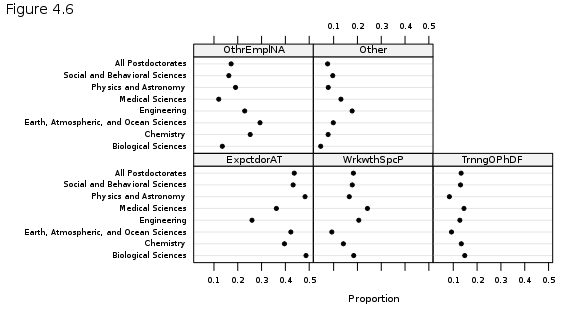 Figure 4.6
0.1 0.2 0.3 0.4 0.5
OthrEmplNA Other
All Postdoctorates
Social and Behavioral Sciences
Physics and Astronomy
Medical Sciences
Engineering
Earth, Atmospheric, and Ocean Sciences
Chemistry
Biological Sciences
ExpctdorAT WrkwthSpcP TrnngOPhDF
All Postdoctorates
Social and Behavioral Sciences
Physics and Astronomy
Medical Sciences
Engineering
Earth, Atmospheric, and Ocean Sciences
Chemistry
Biological Sciences
0.1 0.2 0.3 0.4 0.5 0.1 0.2 0.3 0.4 0.5
Proportion